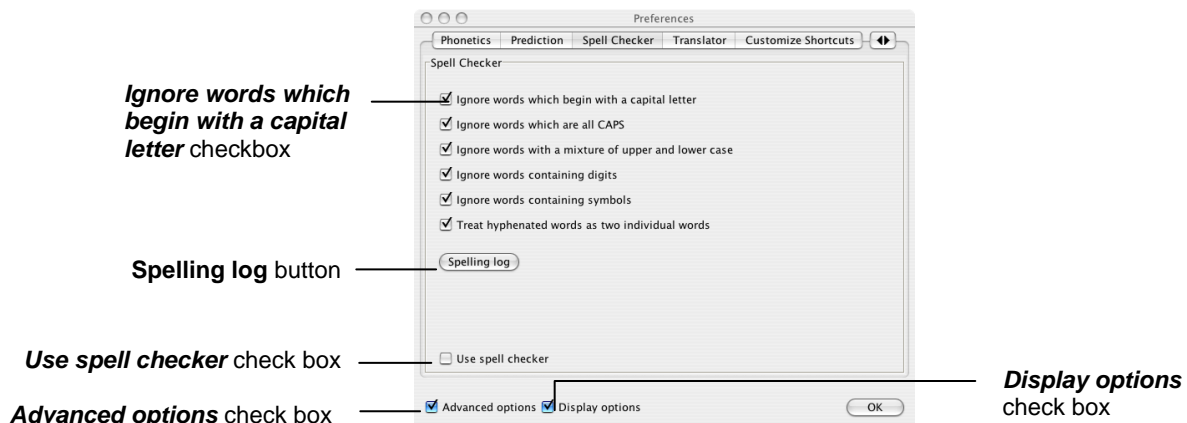 Preferences
Phonetics Prediction Spell Checker Translator Customize Shortcuts
Spell Checker
Ignore words which begin with a capital letter
Ignore words which are all CAPS
Ignore words with a mixture of upper and lower case
Ignore words containing digits
Ignore words containing symbols
Treat hyphenated words as two individual words
Spelling log
Use spell checker
Advanced options Display options OK
Ignore words which
begin with a capital
letter checkbox
Spelling log button
Use spell checker check box
Advanced options check box
Display options
check box